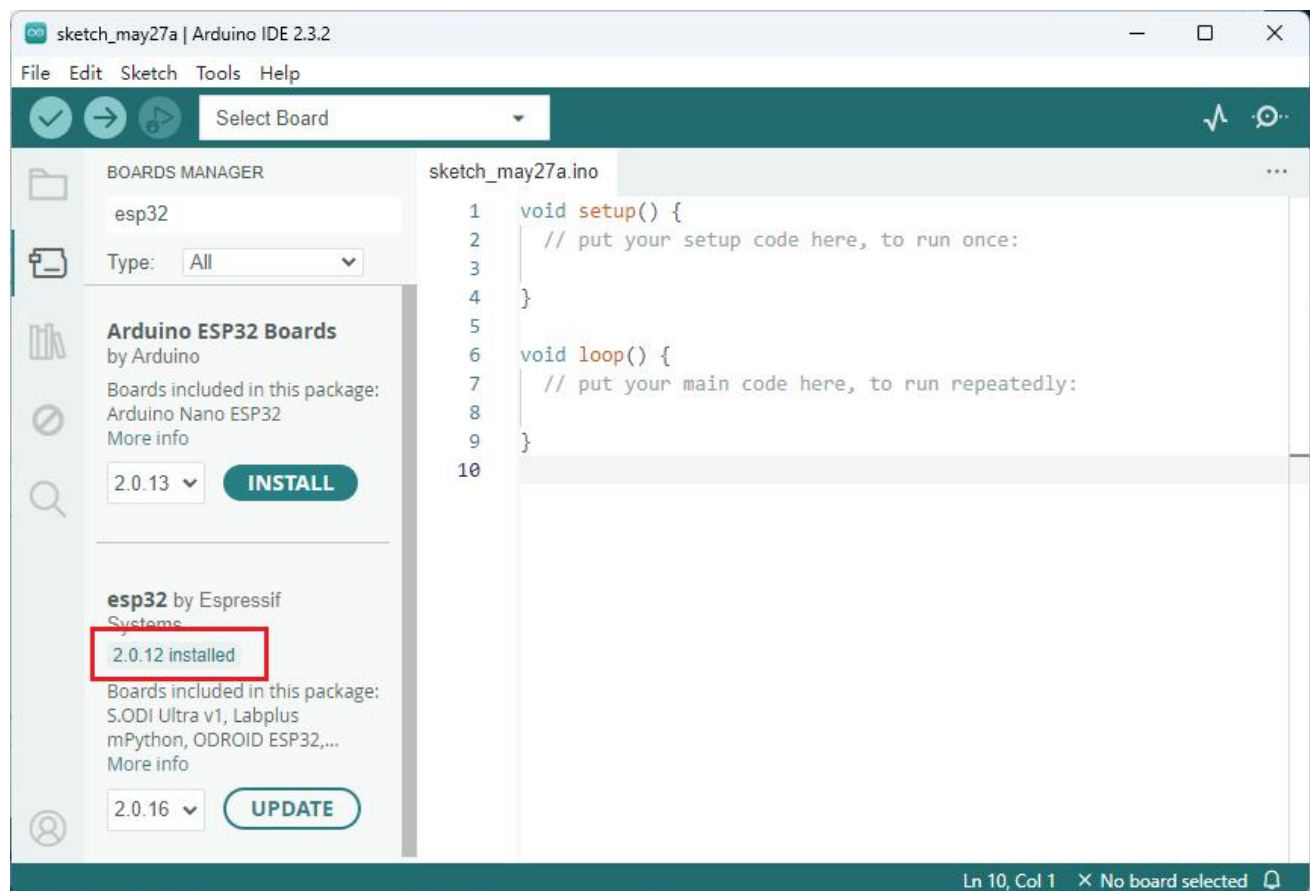 sketch_may27a | Arduino IDE 2.3.2
File Edit Sketch Tools Help
Select Board
BOARDS MANAGER
esp32
Type: All
Arduino ESP32 Boards
by Arduino
Boards included in this package:
Arduino Nano ESP32
More info
2.0.13 INSTALL
esp32 by Espressif
Systems
2.0.12 installed
Boards included in this package:
S.ODI Ultra v1, Labplus
mPython, ODROID ESP32,...
More info
2.0.16 UPDATE
sketch_may27a.ino
1 void setup() {
2 // put your setup code here, to run once:
3
4 }
5
6 void loop() {
7 // put your main code here, to run repeatedly:
8
9 }
10
Ln 10, Col 1 × No board selected